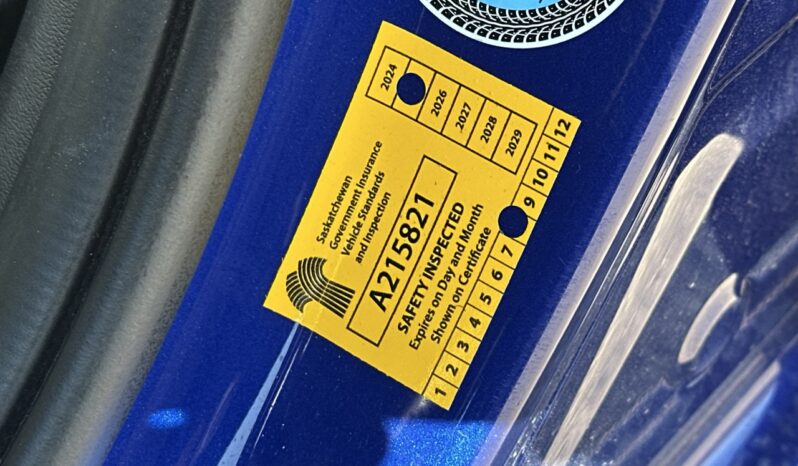 Saskatchewan
Government Insurance
Vehicle Standards
and Inspection
2024
2026
2027
2028
2029
A215821
SAFETY INSPECTED
Expires on Day and Month
Shown on Certificate
1 2 3 4 5 6 7 9 10 11 12